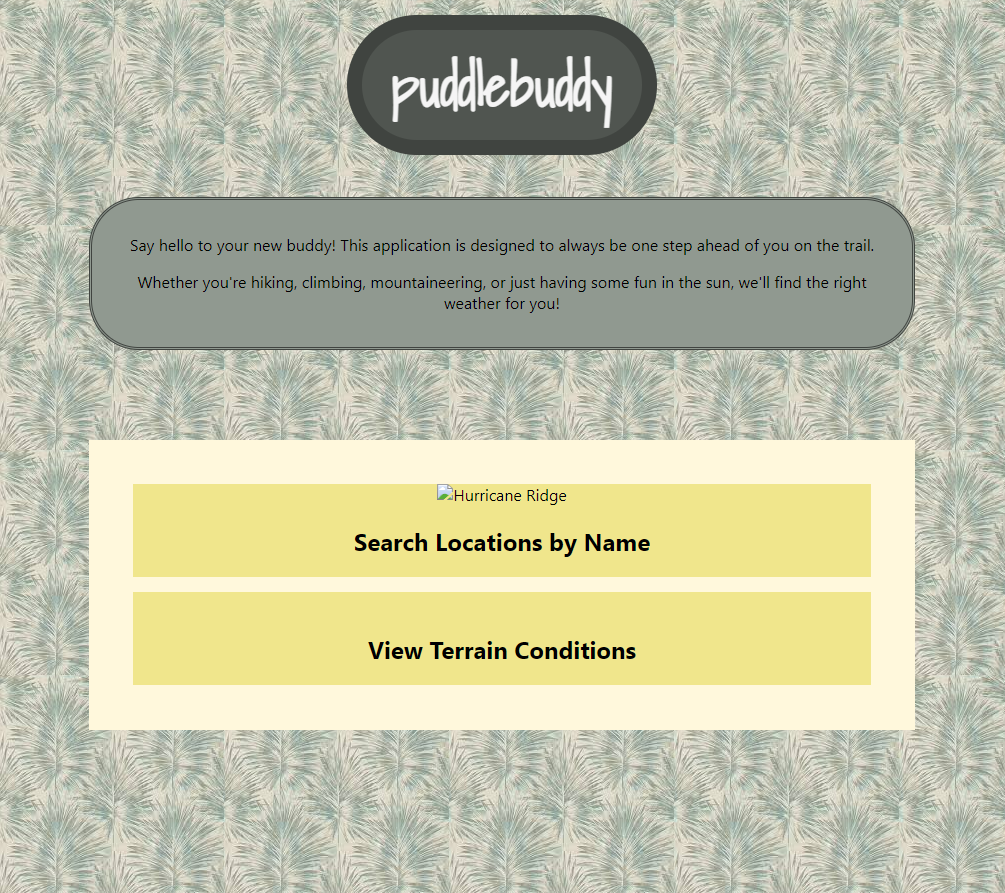 puddlebuddy
Say hello to your new buddy! This application is designed to always be one step ahead of you on the trail.
Whether you're hiking, climbing, mountaineering, or just having some fun in the sun, we'll find the right
weather for you!
Hurricane Ridge
Search Locations by Name
View Terrain Conditions